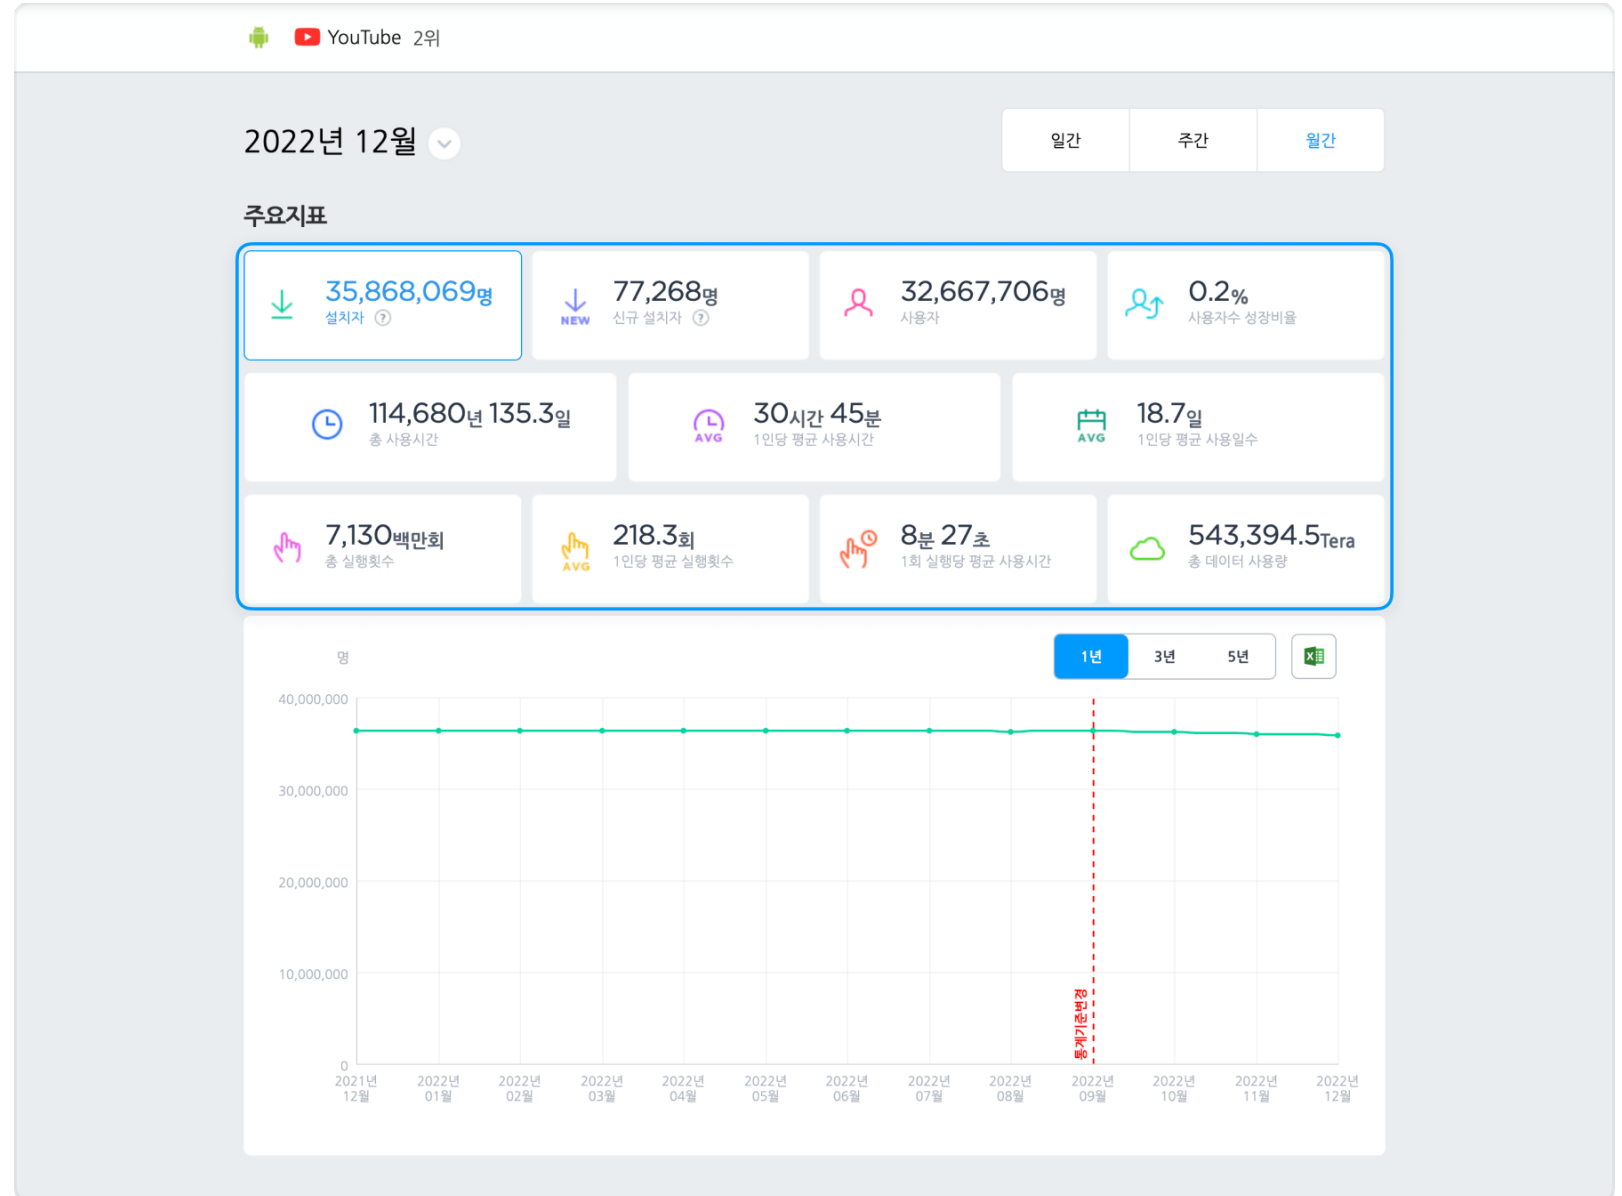 YouTube 2위
2022년 12월
일간 주간 월간
주요지표
35,868,069명
설치자 ?
NEW
77,268명
신규 설치자 ?
32,667,706명
사용자
0.2%
사용자수 성장비율
114,680년 135.3일
총 사용시간
AVG
30시간 45분
1인당 평균 사용시간
AVG
18.7일
1인당 평균 사용일수
7,130백만회
총 실행횟수
AVG
218.3회
1인당 평균 실행횟수
8분 27초
1회 실행당 평균 사용시간
543,394.5Tera
총 데이터 사용량
명
1년 3년 5년
X
40,000,000
30,000,000
20,000,000
10,000,000
0
통계기준변경
2021년 2022년 2022년 2022년 2022년 2022년 2022년 2022년 2022년 2022년 2022년 2022년 2022년
12월 01월 02월 03월 04월 05월 06월 07월 08월 09월 10월 11월 12월